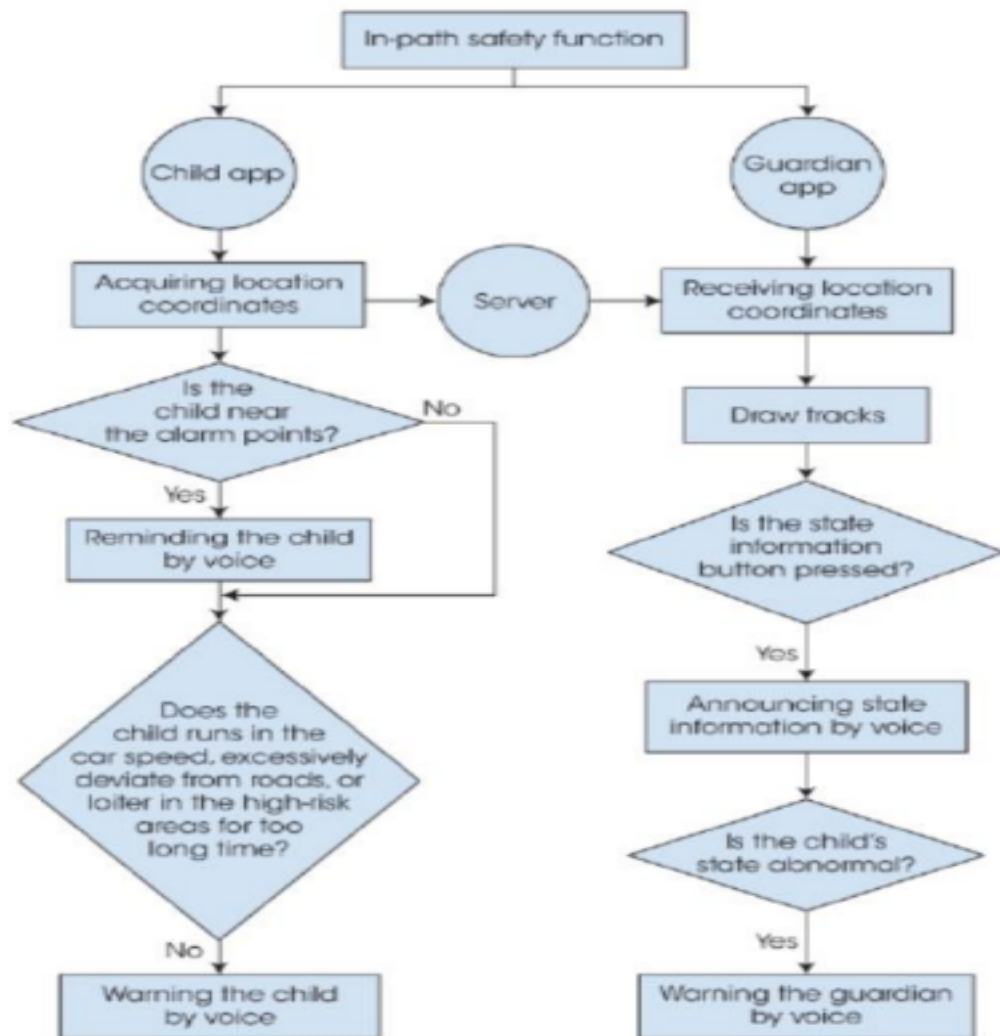 In-path safety function
Child app
Guardian
app
Acquiring location
coordinates
Server
Receiving location
coordinates
Is the
child near
the alarm points?
No
Yes
Reminding the child
by voice
Draw tracks
Is the state
information
button pressed?
Yes
Does the
child runs in the
car speed, excessively
deviate from roads, or
loiter in the high-risk
areas for too
long time?
Announcing state
information by voice
Is the child's
state abnormal?
No
Yes
Warning the child
by voice
Warning the guardian
by voice